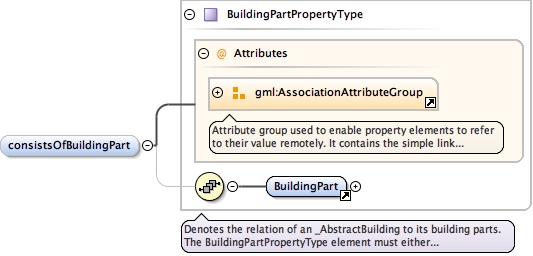 BuildingPartPropertyType
@ Attributes
gml:AssociationAttributeGroup
Attribute group used to enable property elements to refer
to their value remotely. It contains the simple link...
consistsOfBuildingPart
BuildingPart
Denotes the relation of an _AbstractBuilding to its building parts.
The BuildingPartPropertyType element must either...